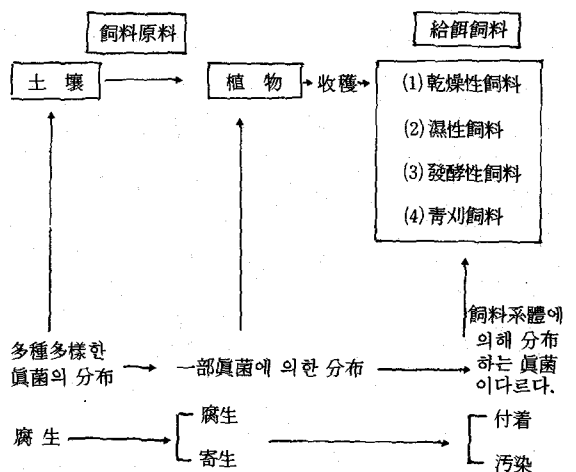 飼料原料
給餌飼料
土 壤
植 物
收穫
(1) 乾燥性飼料
(2) 濕性飼料
(3) 發酵性飼料
(4) 靑刈飼料
多種多樣한
眞菌의 分布
一部眞菌에 의한 分布
飼料系體에
의해 分布
하는 眞菌
이다르다.
腐 生
腐生
寄生
付着
汚染